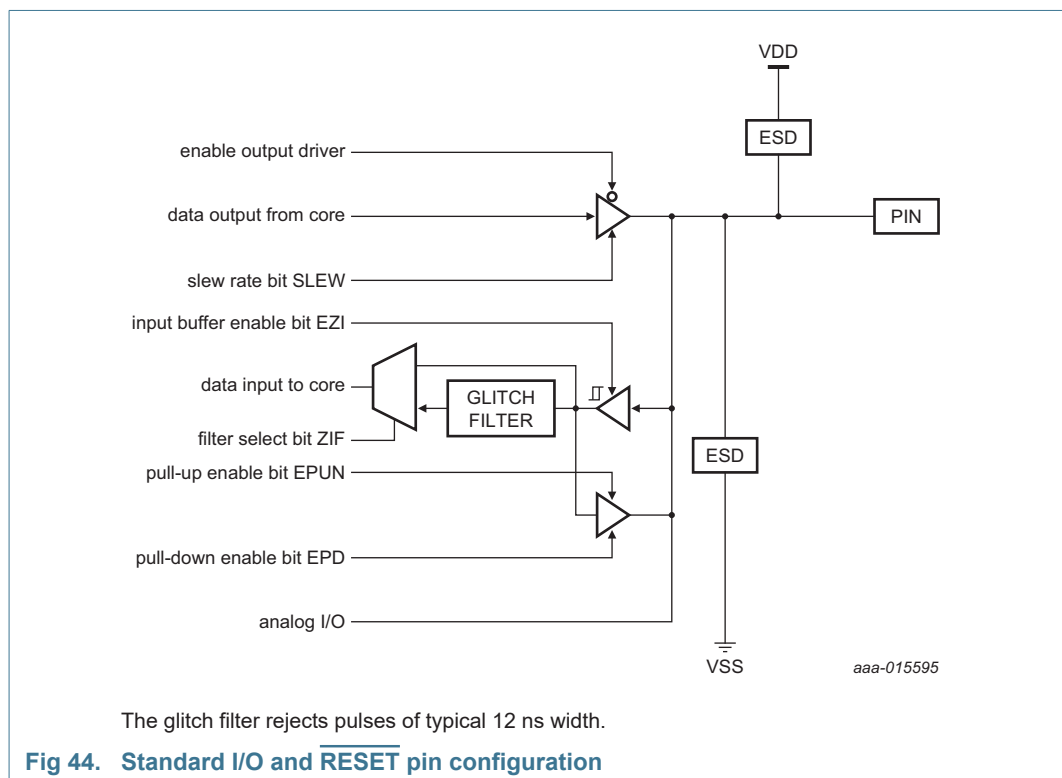 VDD
ESD
enable output driver
data output from core
PIN
slew rate bit SLEW
input buffer enable bit EZI
data input to core
GLITCH
FILTER
filter select bit ZIF
ESD
pull-up enable bit EPUN
pull-down enable bit EPD
analog I/O
VSS
aaa-015595
The glitch filter rejects pulses of typical 12 ns width.
Fig 44. Standard I/O and RESET pin configuration